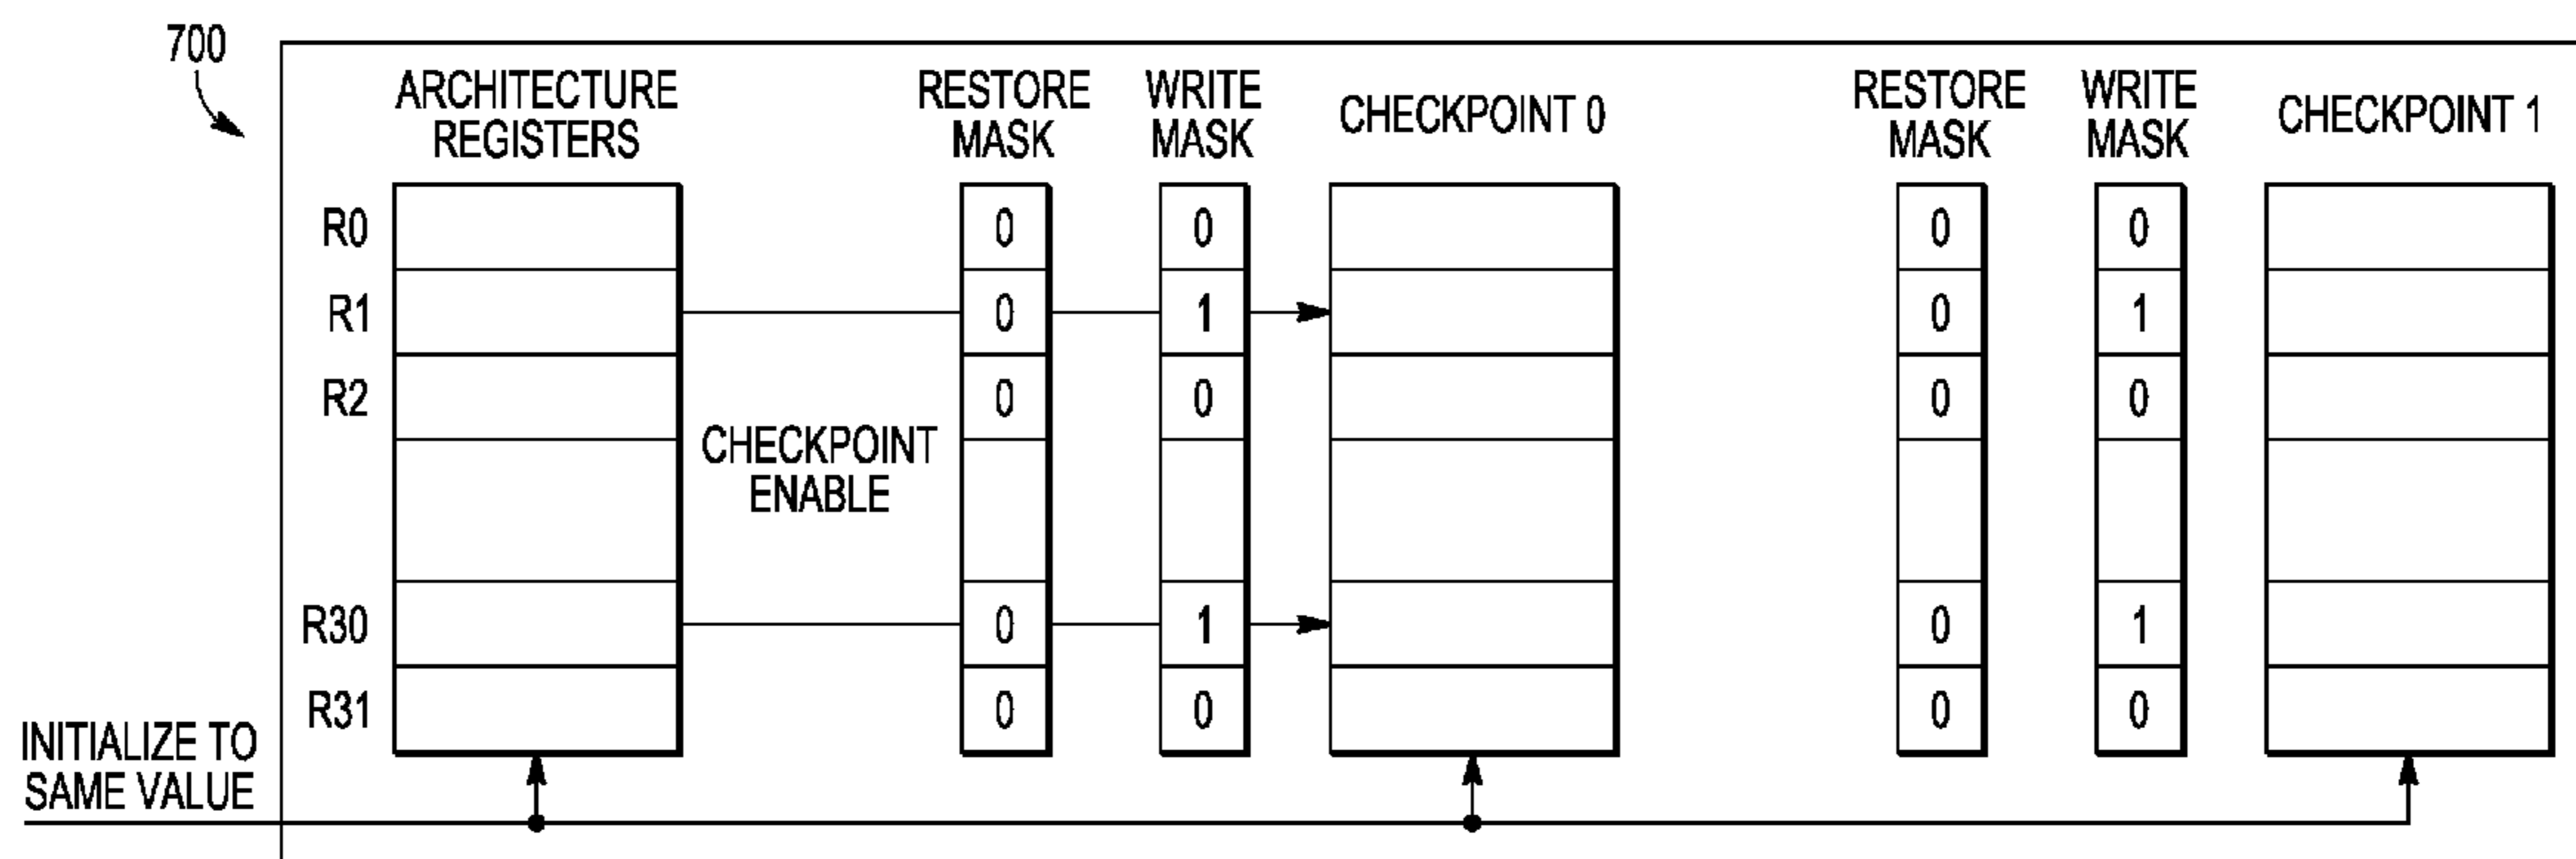 700
ARCHITECTURE
REGISTERS
RESTORE
MASK
WRITE
MASK
CHECKPOINT 0
RESTORE
MASK
WRITE
MASK
CHECKPOINT 1
R0 0 0 0 0
R1 0 1 0 1
R2 0 0 0 0
CHECKPOINT
ENABLE
R30 0 1 0 1
R31 0 0 0 0
INITIALIZE TO
SAME VALUE